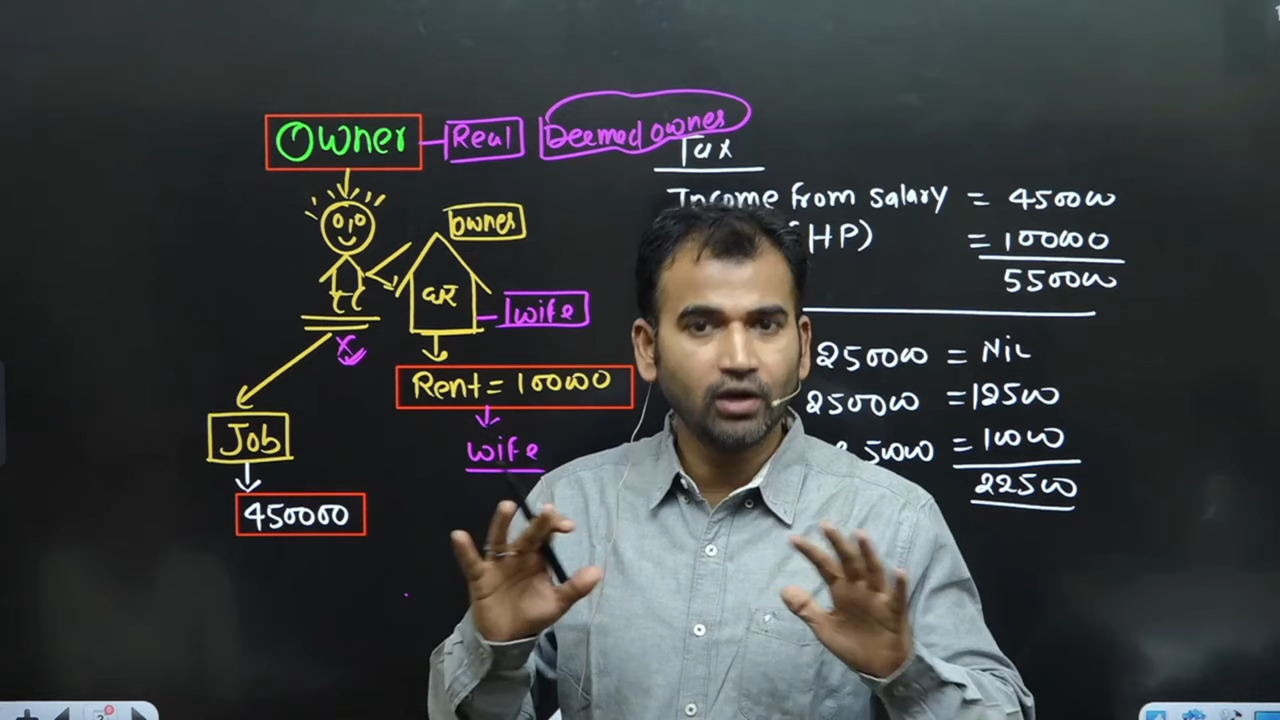 Owner
Real
Deemed owner
Tax
owner
घर
wife
Rent = 100000
wife
x
Job
450000
Income from salary = 450000
HP) = 100000
550000
250000 = Nil
250000 = 12500
50000 = 10000
22500